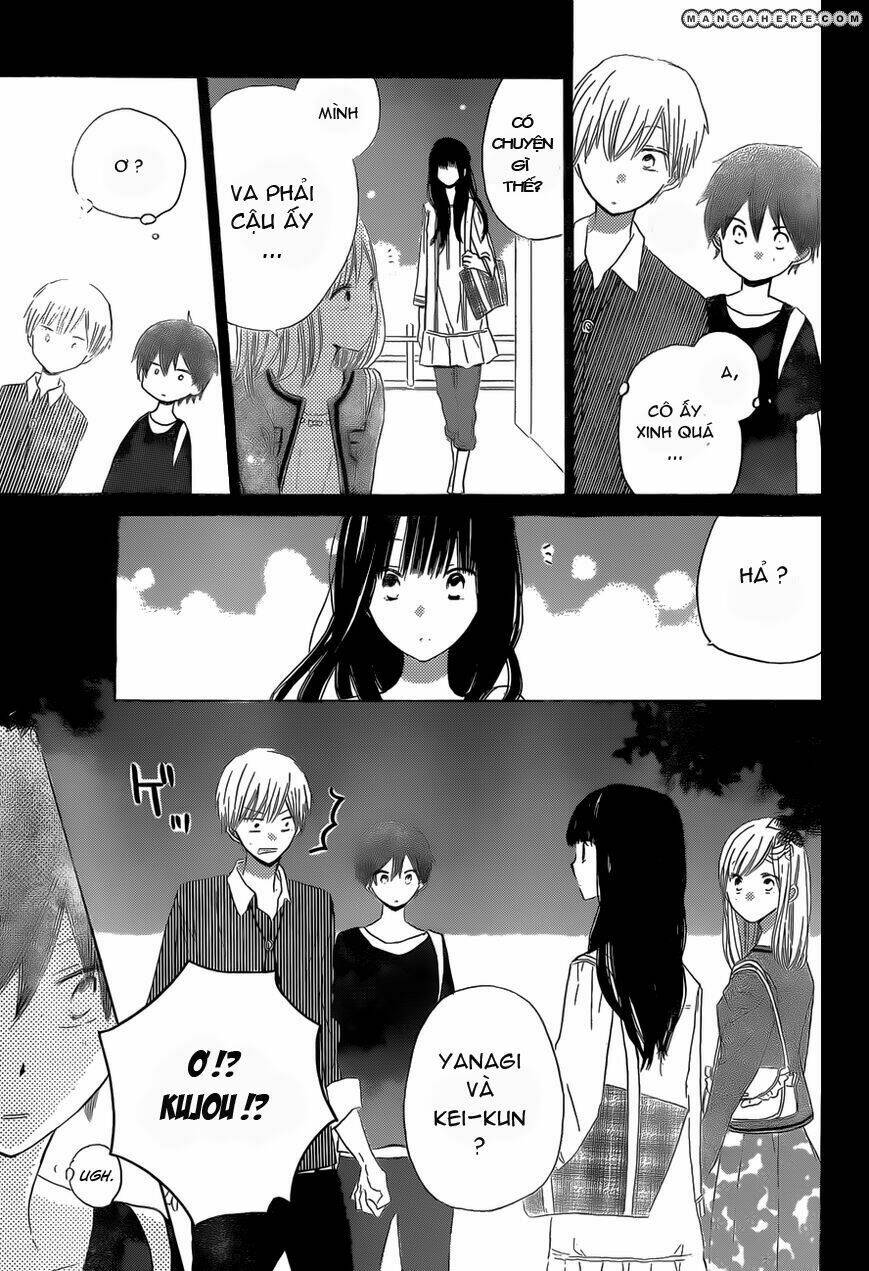 MANGAHERE.COM
A,
CÔ ẤY
XINH QUÁ
...
CÓ
CHUYỆN
GÌ
THẾ?
MÌNH
VA PHẢI
CẬU ẤY
...
Ơ ?
HẢ ?
YANAGI
VÀ
KEI-KUN
?
Ơ !?
KUJOU !?
UGH.